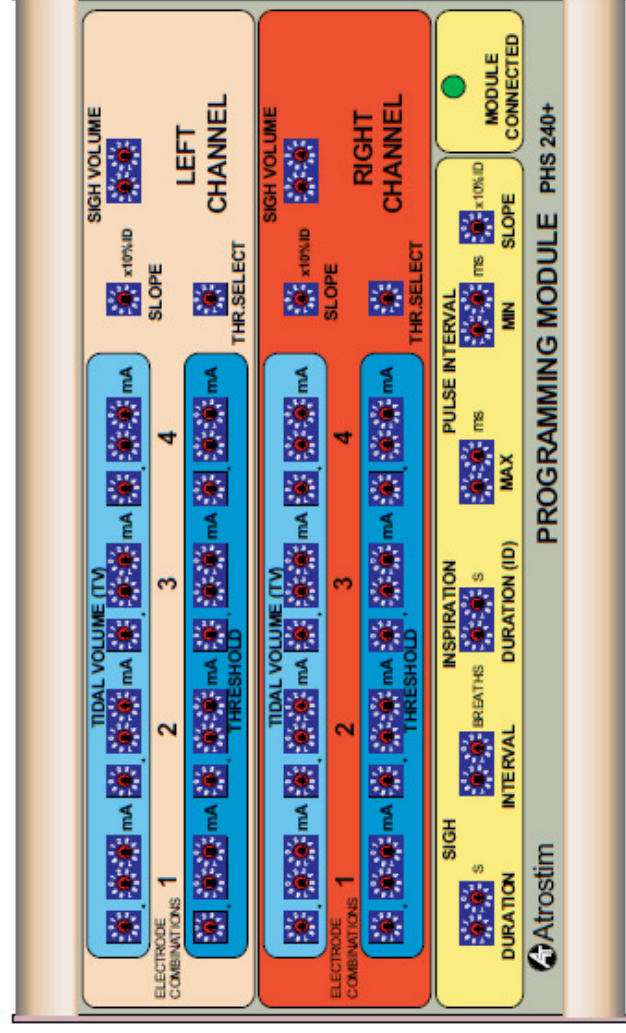 TIDAL VOLUME (TV)
SIGH VOLUME
mA mA mA mA
x10%ID
SLOPE
ELECTRODE
COMBINATIONS
1 2 3 4
LEFT
CHANNEL
mA mA mA mA
THRESHOLD
THR.SELECT
TIDAL VOLUME (TV)
SIGH VOLUME
mA mA mA mA
x10%ID
SLOPE
ELECTRODE
COMBINATIONS
1 2 3 4
RIGHT
CHANNEL
mA mA mA mA
THRESHOLD
THR.SELECT
SIGH
INSPIRATION
PULSE INTERVAL
S
BREATHS
S
ms
ms
x10%ID
DURATION
INTERVAL
DURATION (ID)
MAX
MIN
SLOPE
MODULE
CONNECTED
Atrostim
PROGRAMMING MODULE PHS 240+